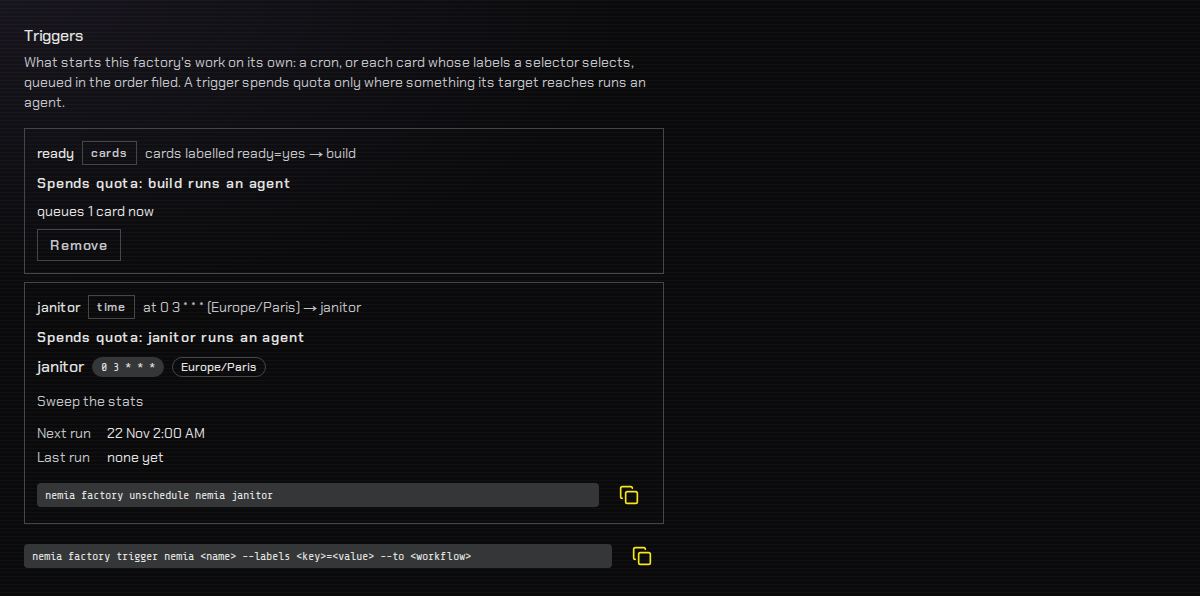 Triggers
What starts this factory's work on its own: a cron, or each card whose labels a selector selects,
queued in the order filed. A trigger spends quota only where something its target reaches runs an
agent.
ready cards cards labelled ready=yes → build
Spends quota: build runs an agent
queues 1 card now
Remove
janitor time at 0 3 * * * (Europe/Paris) → janitor
Spends quota: janitor runs an agent
janitor 0 3 * * * Europe/Paris
Sweep the stats
Next run 22 Nov 2:00 AM
Last run none yet
nemia factory unschedule nemia janitor
nemia factory trigger nemia <name> --labels <key>=<value> --to <workflow>